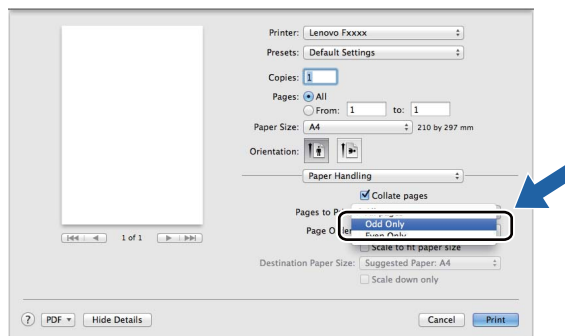 Printer: Lenovo Fxxxx
Presets: Default Settings
Copies: 1
Pages: All
From: 1 to: 1
Paper Size: A4 210 by 297 mm
Orientation:
Paper Handling
Collate pages
Pages to
Odd Only
Page O
Even Only
Scale to fit paper size
Destination Paper Size: Suggested Paper: A4
Scale down only
1 of 1
? PDF Hide Details Cancel Print